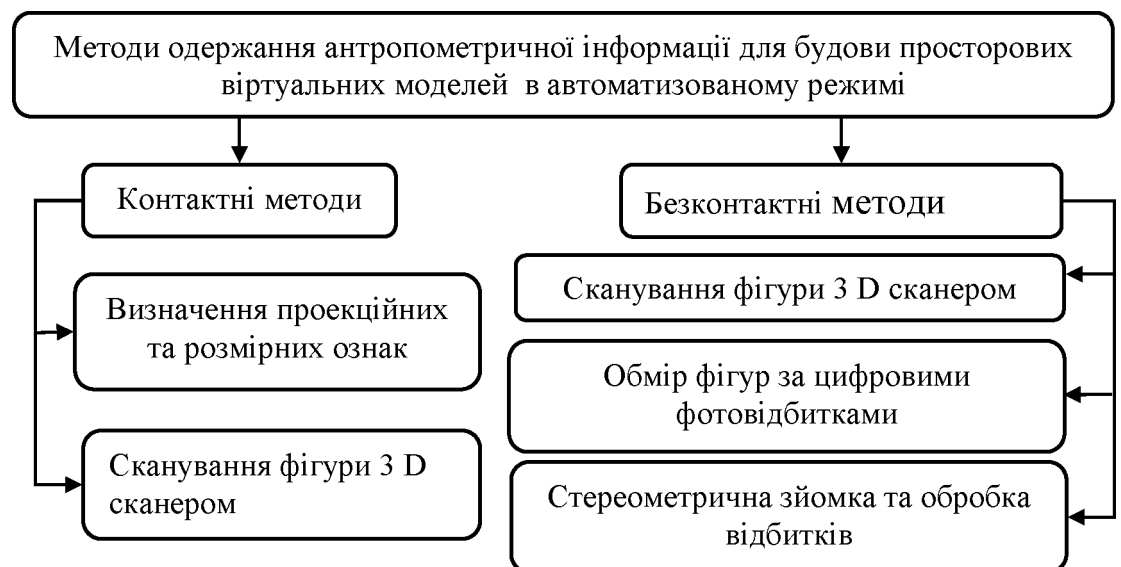 Методи одержання антропометричної інформації для будови просторових
віртуальних моделей в автоматизованому режимі
Контактні методи
Визначення проекційних
та розмірних ознак
Сканування фігури 3 D
сканером
Безконтактні методи
Сканування фігури 3 D сканером
Обмір фігур за цифровими
фотовідбитками
Стереометрична зйомка та обробка
відбитків